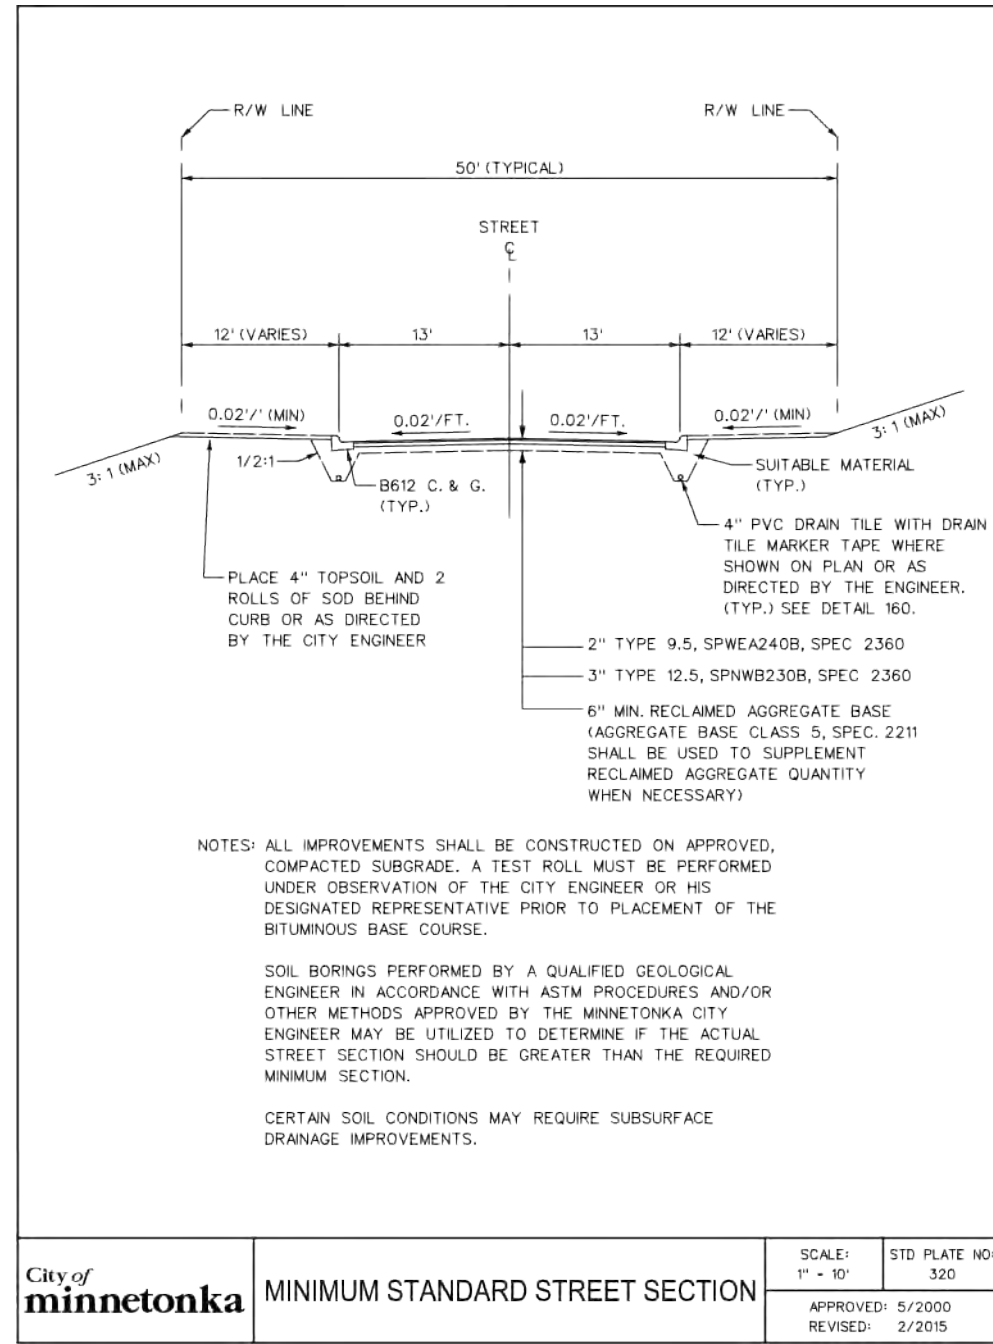 R/W LINE
R/W LINE
50' (TYPICAL)
STREET
℄
12' (VARIES)
13'
13'
12' (VARIES)
0.02'/' (MIN)
0.02'/FT.
0.02'/FT.
0.02'/' (MIN)
3:1 (MAX)
3:1 (MAX)
1/2:1
B612 C. & G.
(TYP.)
SUITABLE MATERIAL
(TYP.)
4" PVC DRAIN TILE WITH DRAIN
TILE MARKER TAPE WHERE
SHOWN ON PLAN OR AS
DIRECTED BY THE ENGINEER.
(TYP.) SEE DETAIL 160.
PLACE 4" TOPSOIL AND 2
ROLLS OF SOD BEHIND
CURB OR AS DIRECTED
BY THE CITY ENGINEER
2" TYPE 9.5, SPWEA240B, SPEC 2360
3" TYPE 12.5, SPNWB230B, SPEC 2360
6" MIN. RECLAIMED AGGREGATE BASE
(AGGREGATE BASE CLASS 5, SPEC. 2211
SHALL BE USED TO SUPPLEMENT
RECLAIMED AGGREGATE QUANTITY
WHEN NECESSARY)
NOTES: ALL IMPROVEMENTS SHALL BE CONSTRUCTED ON APPROVED,
COMPACTED SUBGRADE. A TEST ROLL MUST BE PERFORMED
UNDER OBSERVATION OF THE CITY ENGINEER OR HIS
DESIGNATED REPRESENTATIVE PRIOR TO PLACEMENT OF THE
BITUMINOUS BASE COURSE.
SOIL BORINGS PERFORMED BY A QUALIFIED GEOLOGICAL
ENGINEER IN ACCORDANCE WITH ASTM PROCEDURES AND/OR
OTHER METHODS APPROVED BY THE MINNETONKA CITY
ENGINEER MAY BE UTILIZED TO DETERMINE IF THE ACTUAL
STREET SECTION SHOULD BE GREATER THAN THE REQUIRED
MINIMUM SECTION.
CERTAIN SOIL CONDITIONS MAY REQUIRE SUBSURFACE
DRAINAGE IMPROVEMENTS.
City of
minnetonka
MINIMUM STANDARD STREET SECTION
SCALE:
1" - 10'
STD PLATE NO:
320
APPROVED: 5/2000
REVISED: 2/2015